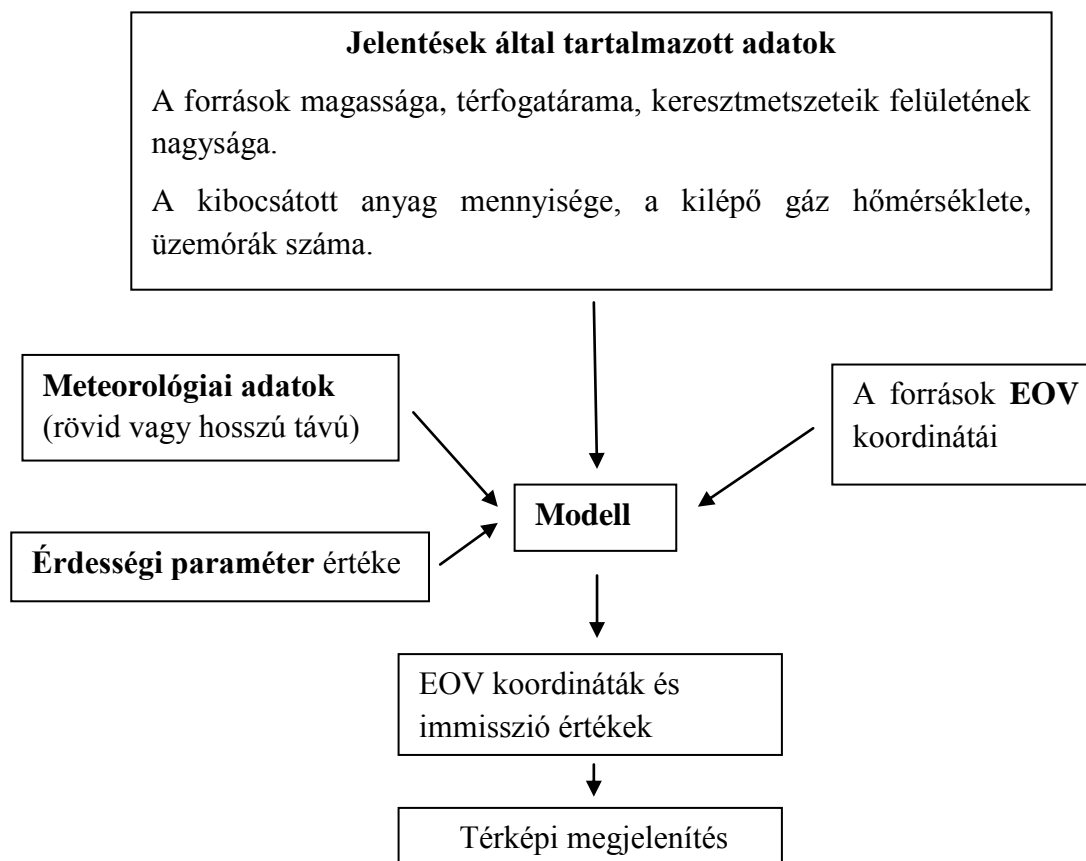 Jelentések által tartalmazott adatok
A források magassága, térfogatárama, keresztmetszeteik felületének
nagysága.
A kibocsátott anyag mennyisége, a kilépő gáz hőmérséklete,
üzemórák száma.
Meteorológiai adatok
(rövid vagy hosszú távú)
A források EOV
koordinátái
Modell
Érdességi paraméter értéke
EOV koordináták és
immisszió értékek
Térképi megjelenítés